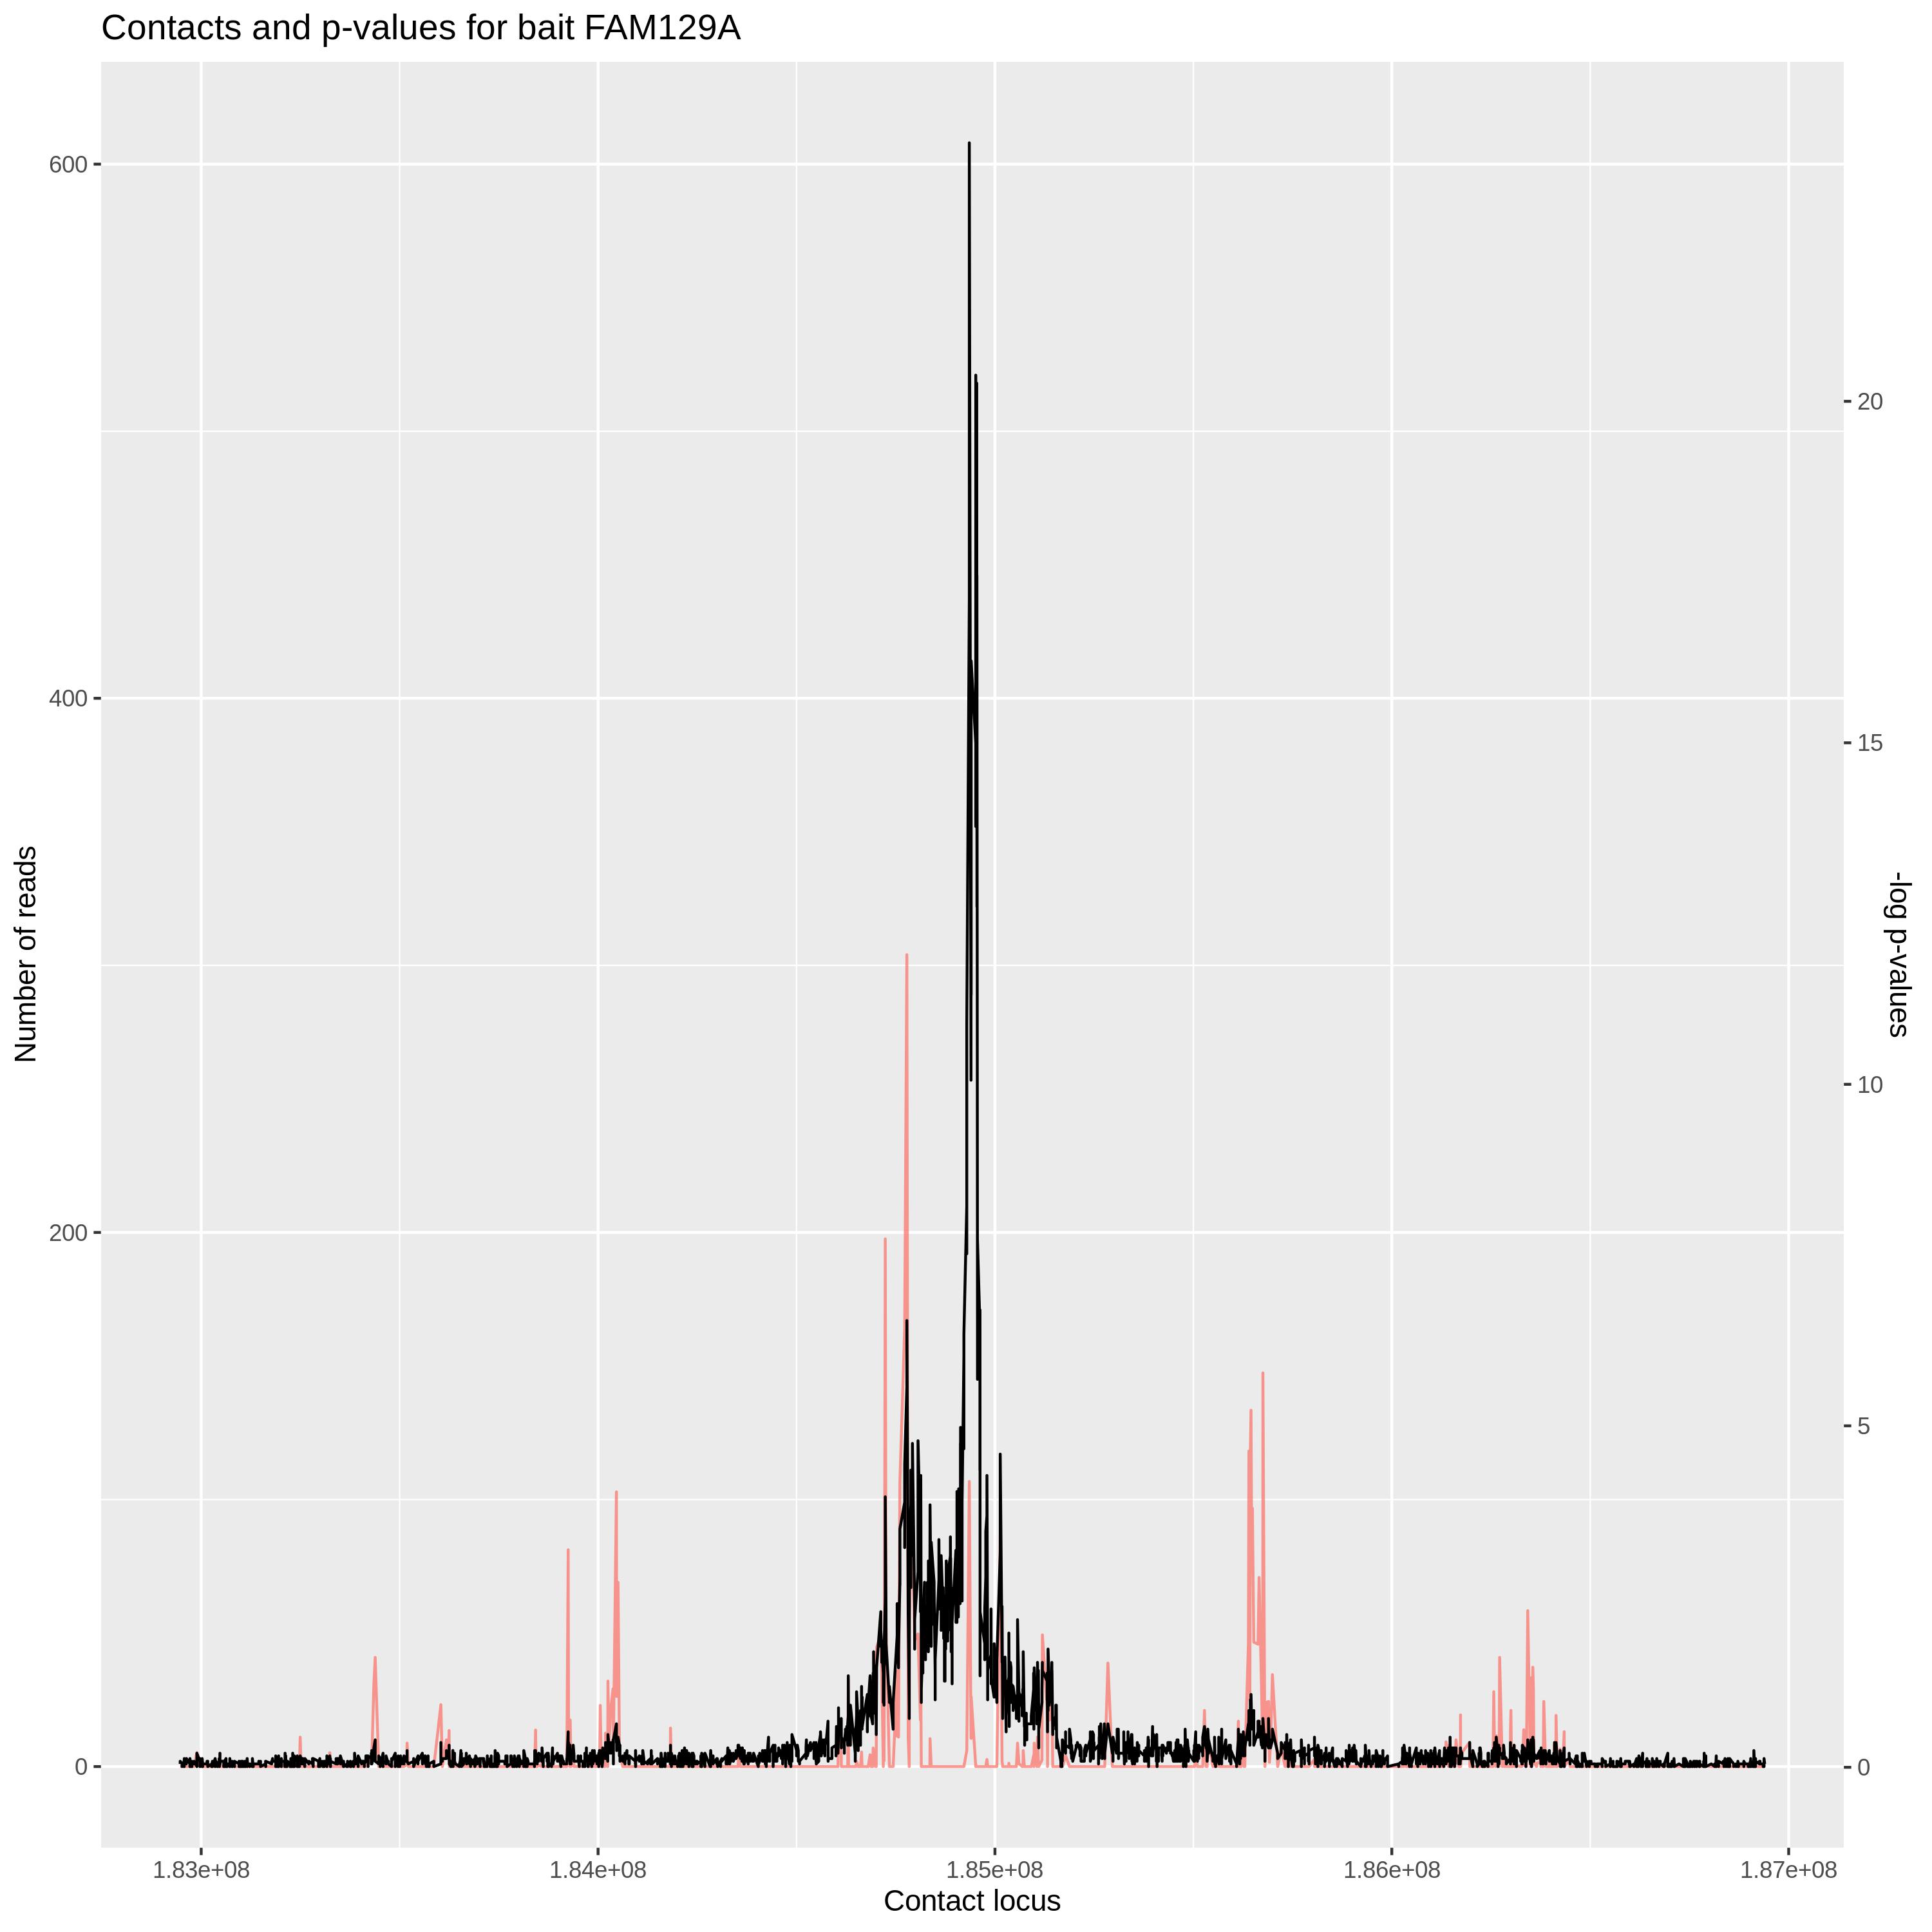 Contacts and p-values for bait FAM129A
600
400
200
0
Number of reads
20
15
10
5
0
-log p-values
1.83e+08 1.84e+08 1.85e+08 1.86e+08 1.87e+08
Contact locus